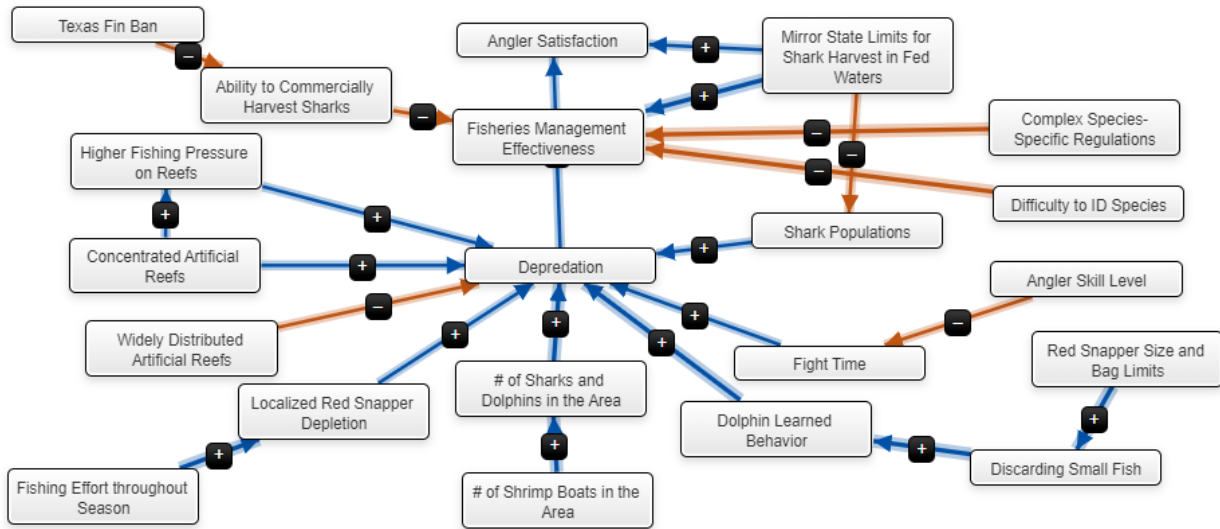 Texas Fin Ban
Angler Satisfaction
Mirror State Limits for
Shark Harvest in Fed
Waters
+
−
Ability to Commercially
Harvest Sharks
+
−
Fisheries Management
Effectiveness
Complex Species-
Specific Regulations
−
−
−
Higher Fishing Pressure
on Reefs
Difficulty to ID Species
+
+
Shark Populations
+
Concentrated Artificial
Reefs
+
Depredation
Angler Skill Level
−
+
−
Widely Distributed
Artificial Reefs
+
+
+
Fight Time
Red Snapper Size and
Bag Limits
# of Sharks and
Dolphins in the Area
Localized Red Snapper
Depletion
Dolphin Learned
Behavior
+
+
+
+
Discarding Small Fish
Fishing Effort throughout
Season
# of Shrimp Boats in the
Area